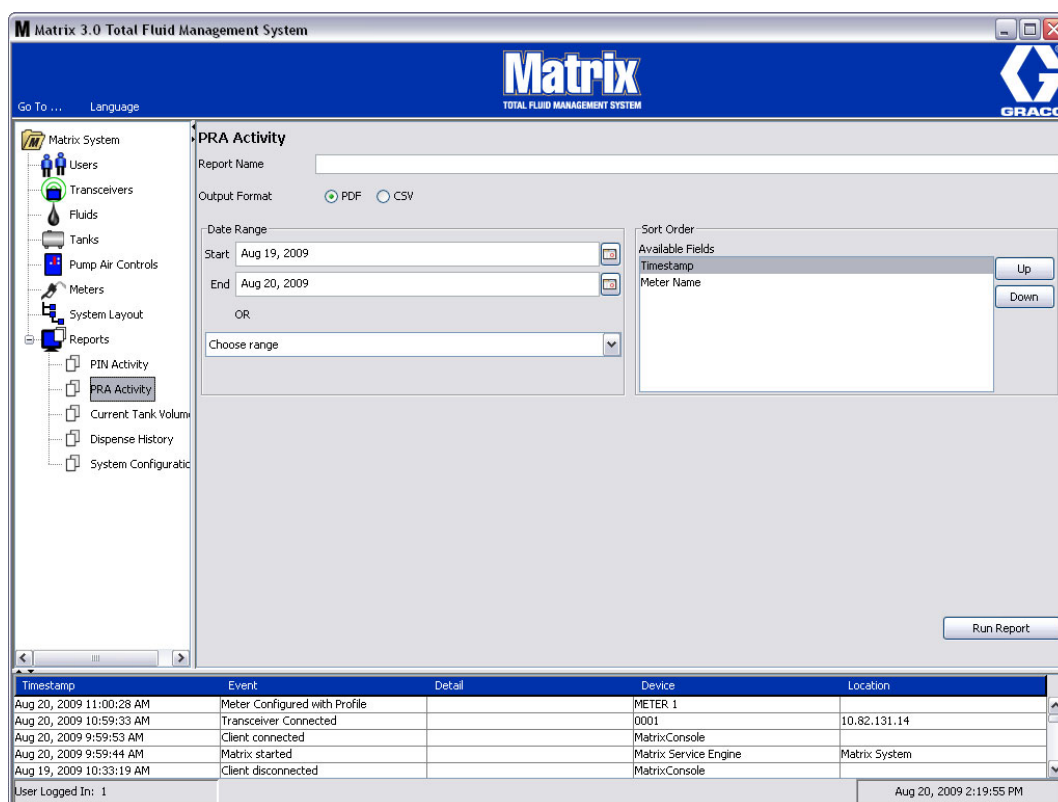 Matrix 3.0 Total Fluid Management System
Matrix
TOTAL FLUID MANAGEMENT SYSTEM
GRACO
Go To ... Language
Matrix System
Users
Transceivers
Fluids
Tanks
Pump Air Controls
Meters
System Layout
Reports
PIN Activity
PRA Activity
Current Tank Volum
Dispense History
System Configuratic
PRA Activity
Report Name
Output Format PDF CSV
Date Range
Start Aug 19, 2009
End Aug 20, 2009
OR
Choose range
Sort Order
Available Fields
Timestamp
Meter Name
Up
Down
Run Report
Timestamp Event Detail Device Location
Aug 20, 2009 11:00:28 AM Meter Configured with Profile METER 1
Aug 20, 2009 10:59:33 AM Transceiver Connected 0001 10.82.131.14
Aug 20, 2009 9:59:53 AM Client connected MatrixConsole
Aug 20, 2009 9:59:44 AM Matrix started Matrix Service Engine Matrix System
Aug 19, 2009 10:33:19 AM Client disconnected MatrixConsole
User Logged In: 1 Aug 20, 2009 2:19:55 PM